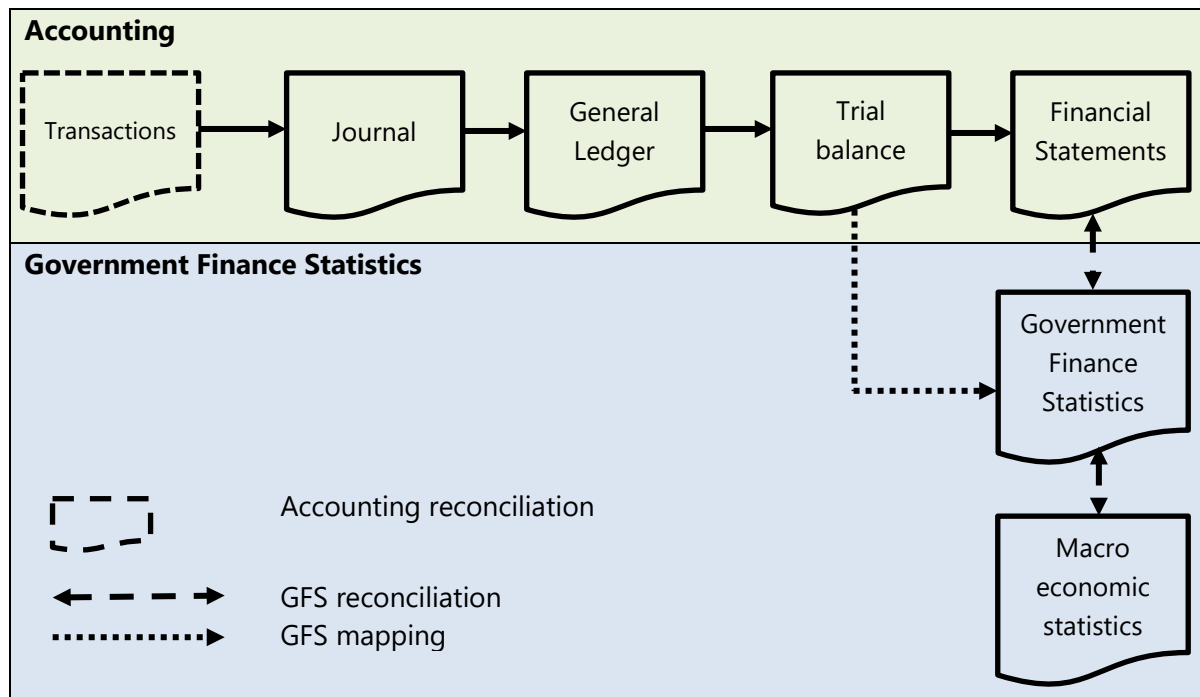 Accounting
Transactions
Journal
General
Ledger
Trial
balance
Financial
Statements
Government Finance Statistics
Government
Finance
Statistics
Accounting reconciliation
GFS reconciliation
GFS mapping
Macro
economic
statistics